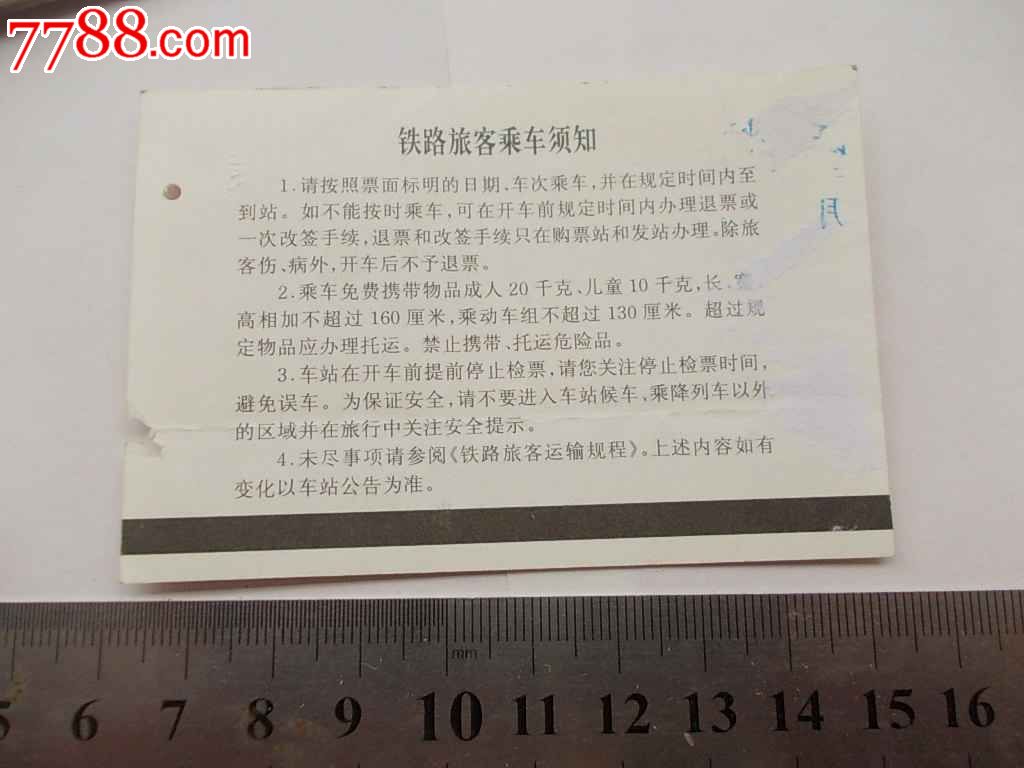 7788.com
铁路旅客乘车须知
1.请按照票面标明的日期、车次乘车，并在规定时间内至
到站。如不能按时乘车，可在开车前规定时间内办理退票或
一次改签手续，退票和改签手续只在购票站和发站办理。除旅
客伤、病外，开车后不予退票。
2.乘车免费携带物品成人20千克、儿童10千克，长、宽、
高相加不超过160厘米，乘动车组不超过130厘米。超过规
定物品应办理托运。禁止携带、托运危险品。
3.车站在开车前提前停止检票，请您关注停止检票时间，
避免误车。为保证安全，请不要进入车站候车，乘降列车以外
的区域并在旅行中关注安全提示。
4.未尽事项请参阅《铁路旅客运输规程》。上述内容如有
变化以车站公告为准。
月
mm
5 6 7 8 9 10 11 12 13 14 15 16